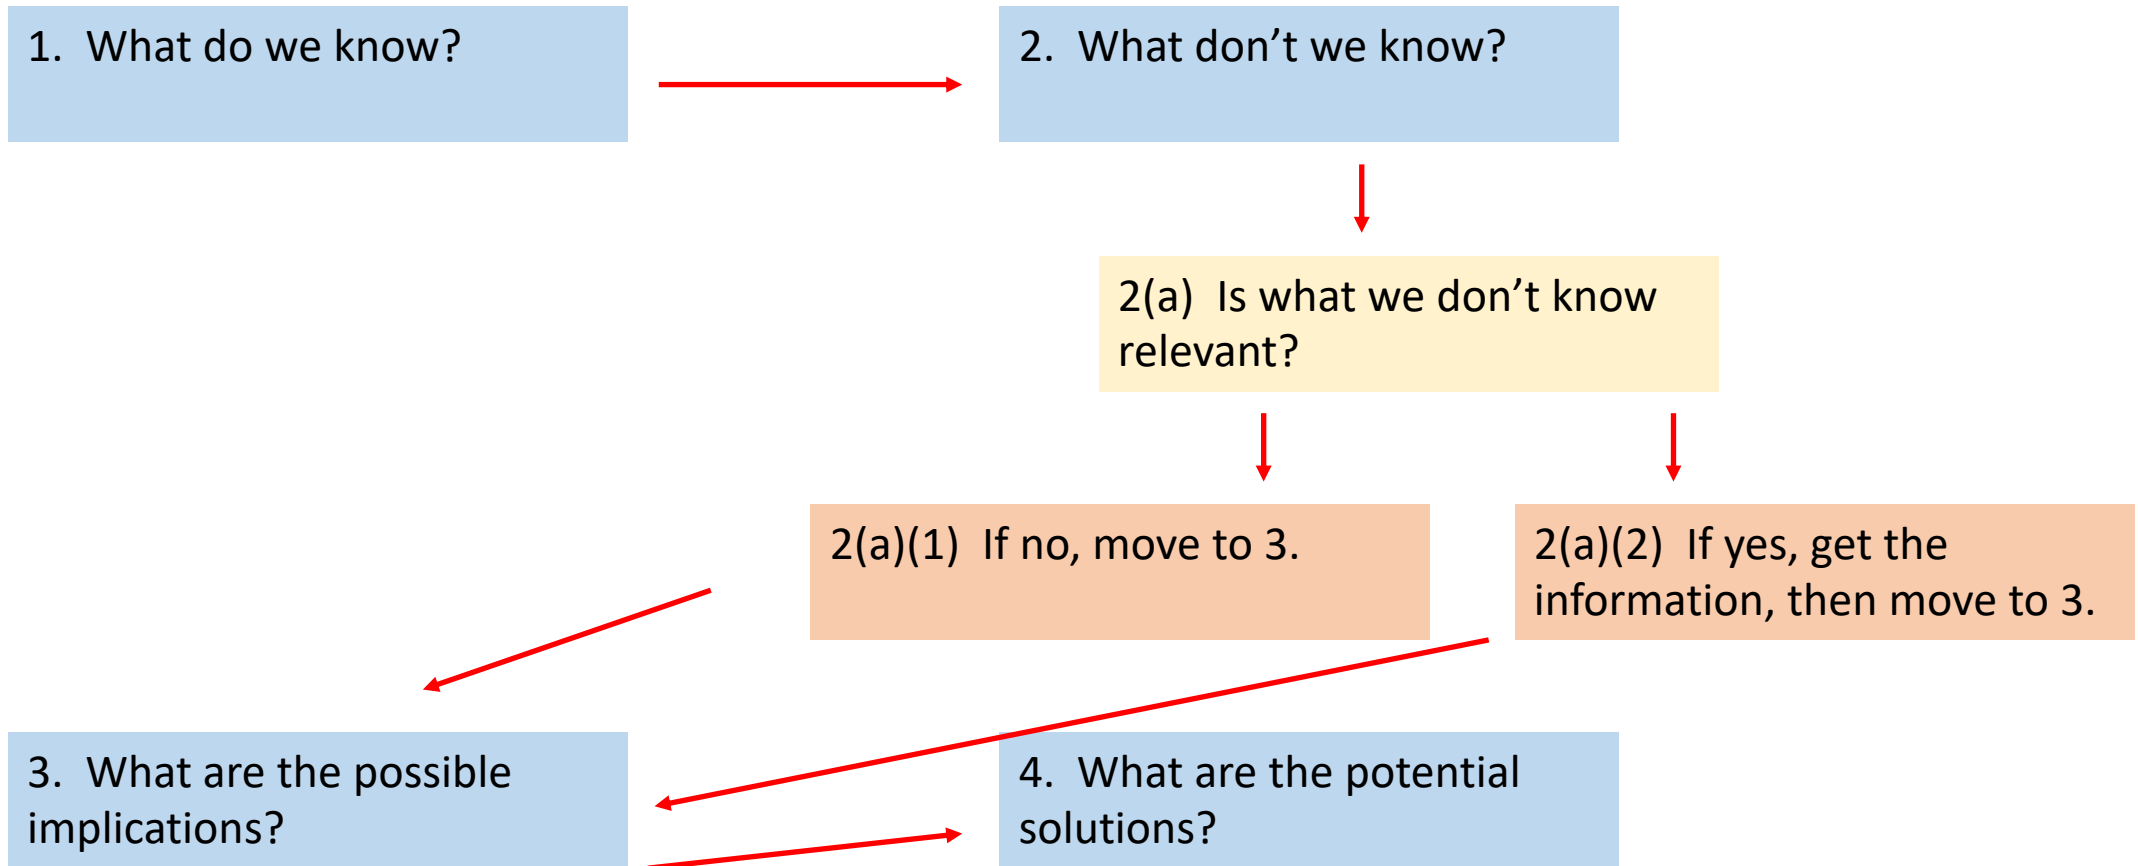 1.  What do we know?
2.  What don’t we know?
2(a)  Is what we don’t know
relevant?
2(a)(1)  If no, move to 3.
2(a)(2)  If yes, get the
information, then move to 3.
3.  What are the possible
implications?
4.  What are the potential
solutions?